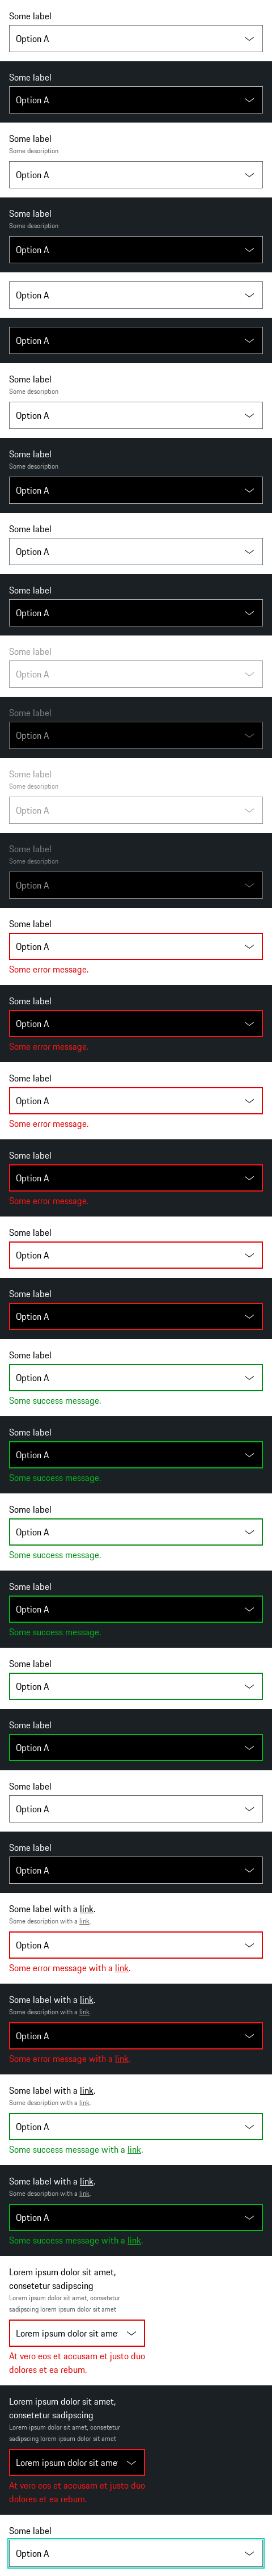 Some label
Option A
Some label
Option A
Some label
Some description
Option A
Some label
Some description
Option A
Option A
Option A
Some label
Some description
Option A
Some label
Some description
Option A
Some label
Option A
Some label
Option A
Some label
Option A
Some label
Option A
Some label
Some description
Option A
Some label
Some description
Option A
Some label
Option A
Some error message.
Some label
Option A
Some error message.
Some label
Option A
Some error message.
Some label
Option A
Some error message.
Some label
Option A
Some label
Option A
Some label
Option A
Some success message.
Some label
Option A
Some success message.
Some label
Option A
Some success message.
Some label
Option A
Some success message.
Some label
Option A
Some label
Option A
Some label
Option A
Some label
Option A
Some label with a link.
Some description with a link.
Option A
Some error message with a link.
Some label with a link.
Some description with a link.
Option A
Some error message with a link.
Some label with a link.
Some description with a link.
Option A
Some success message with a link.
Some label with a link.
Some description with a link.
Option A
Some success message with a link.
Lorem ipsum dolor sit amet,
consetetur sadipscing
Lorem ipsum dolor sit amet, consetetur
sadipscing lorem ipsum dolor sit amet
Lorem ipsum dolor sit ame
At vero eos et accusam et justo duo
dolores et ea rebum.
Lorem ipsum dolor sit amet,
consetetur sadipscing
Lorem ipsum dolor sit amet, consetetur
sadipscing lorem ipsum dolor sit amet
Lorem ipsum dolor sit ame
At vero eos et accusam et justo duo
dolores et ea rebum.
Some label
Option A